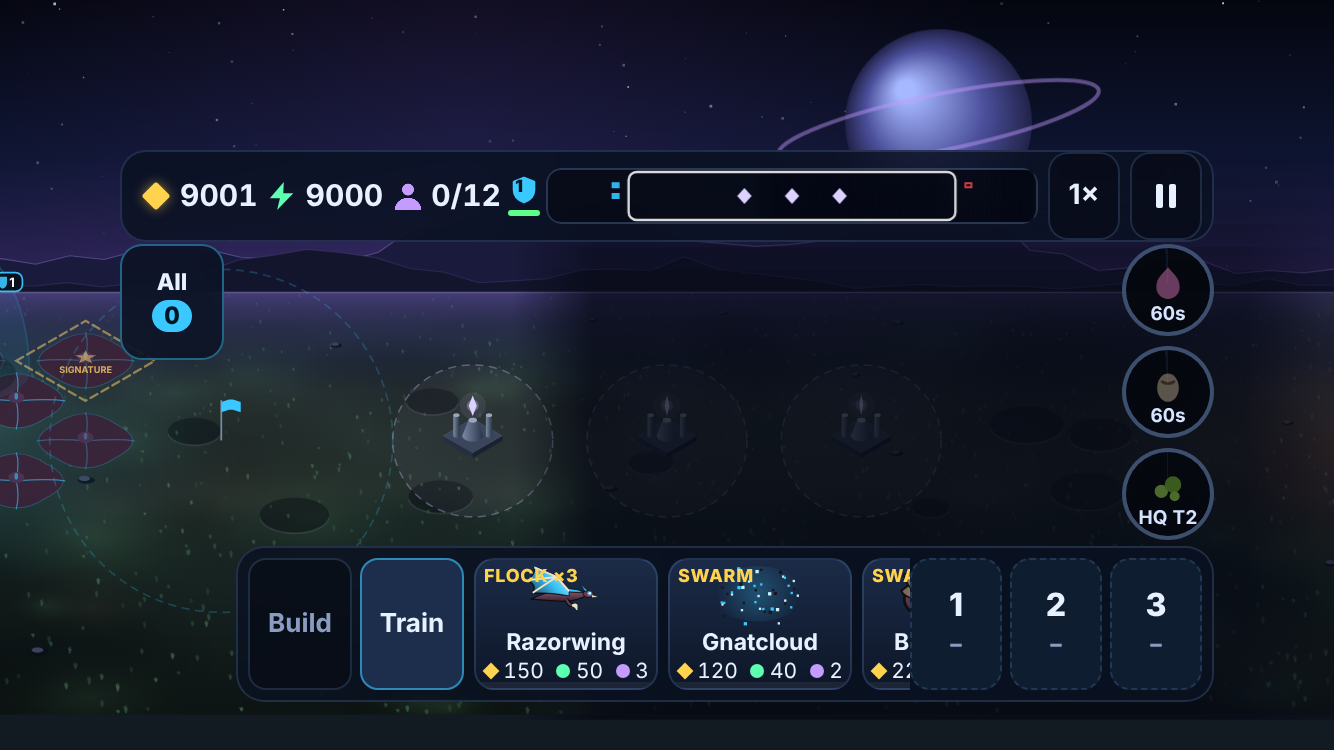 9001 9000 0/12 1 1×
1
All
0
SIGNATURE
60s
60s
HQ T2
Build
Train
FLOCK ×3
Razorwing
150 50 3
SWARM
Gnatcloud
120 40 2
1
–
2
–
3
–